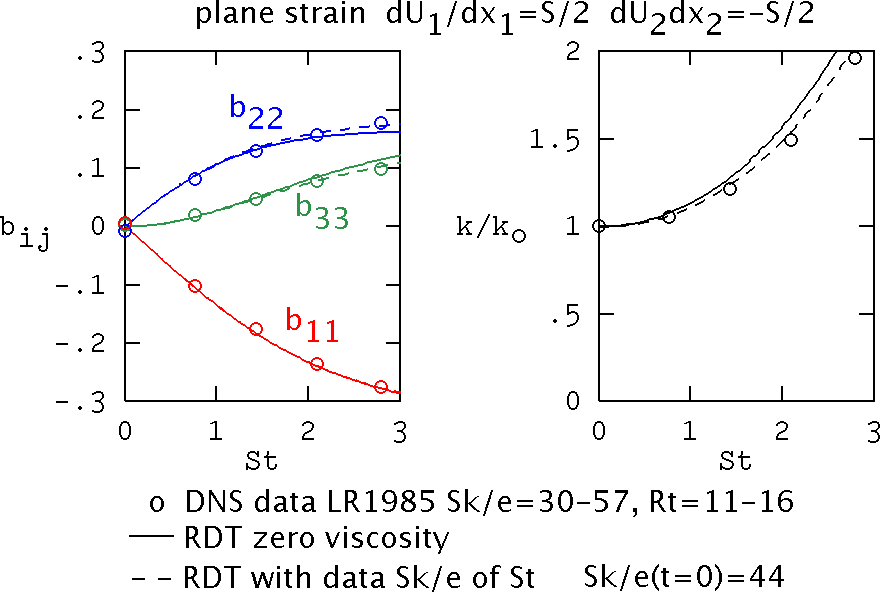 plane strain dU1/dx1=S/2 dU2dx2=-S/2
.3
.2
.1
0
-.1
-.2
-.3
bij
b22
b33
b11
0 1 2 3
St
2
1.5
1
.5
0
k/ko
0 1 2 3
St
o DNS data LR1985 Sk/e=30-57, Rt=11-16
RDT zero viscosity
RDT with data Sk/e of St Sk/e(t=0)=44